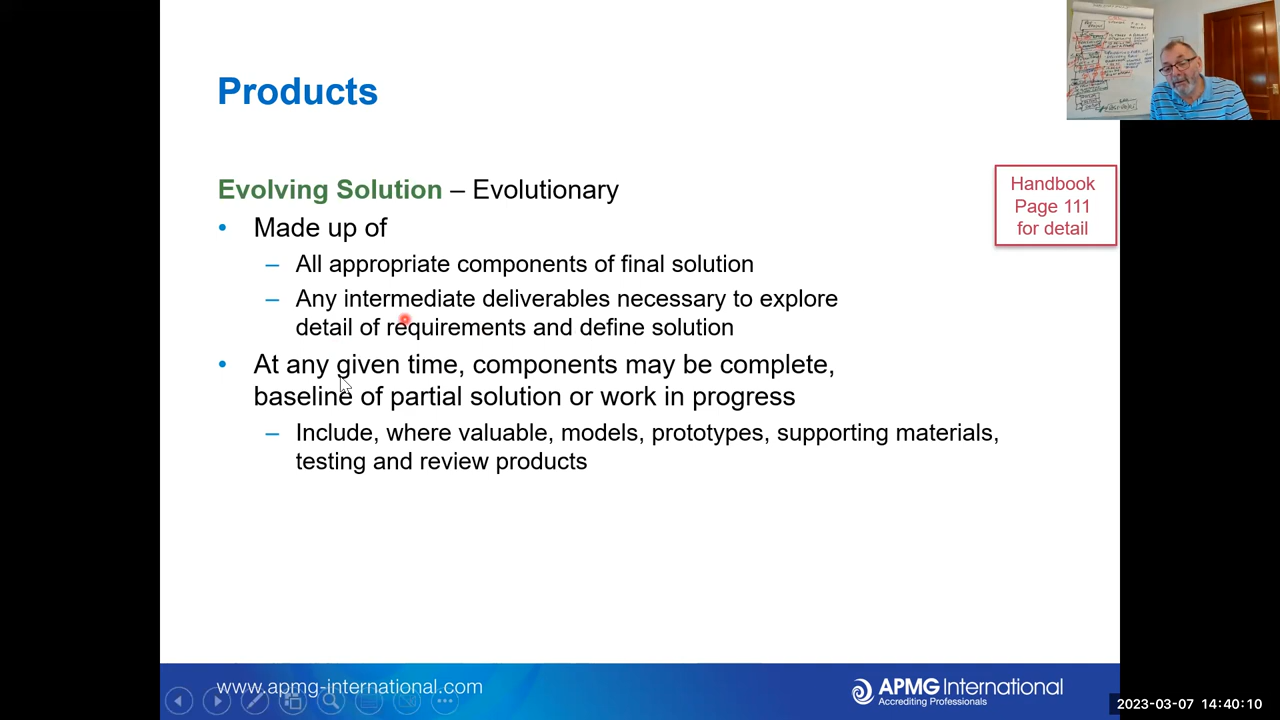 Products
Evolving Solution – Evolutionary
• Made up of
– All appropriate components of final solution
– Any intermediate deliverables necessary to explore
detail of requirements and define solution
• At any given time, components may be complete,
baseline of partial solution or work in progress
– Include, where valuable, models, prototypes, supporting materials,
testing and review products
Handbook
Page 111
for detail
www.apmg-international.com
APMG International
Accrediting Professionals
2023-03-07 14:40:10